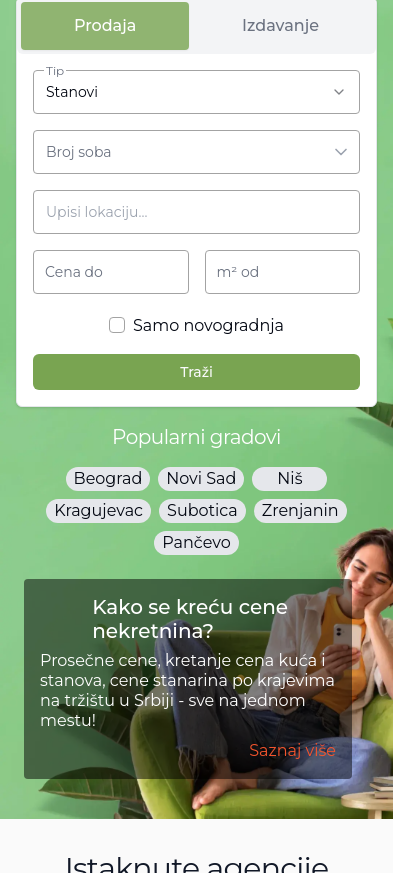 Prodaja
Izdavanje
Tip
Stanovi
Broj soba
Upisi lokaciju...
Cena do
m² od
Samo novogradnja
Traži
Popularni gradovi
Beograd
Novi Sad
Niš
Kragujevac
Subotica
Zrenjanin
Pančevo
Kako se kreću cene
nekretnina?
Prosečne cene, kretanje cena kuća i
stanova, cene stanarina po krajevima
na tržištu u Srbiji - sve na jednom
mestu!
Saznaj više
Istaknute agencije